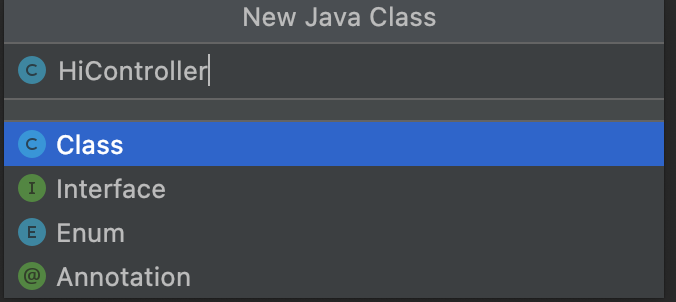 New Java Class
C HiController
C Class
I Interface
E Enum
@ Annotation